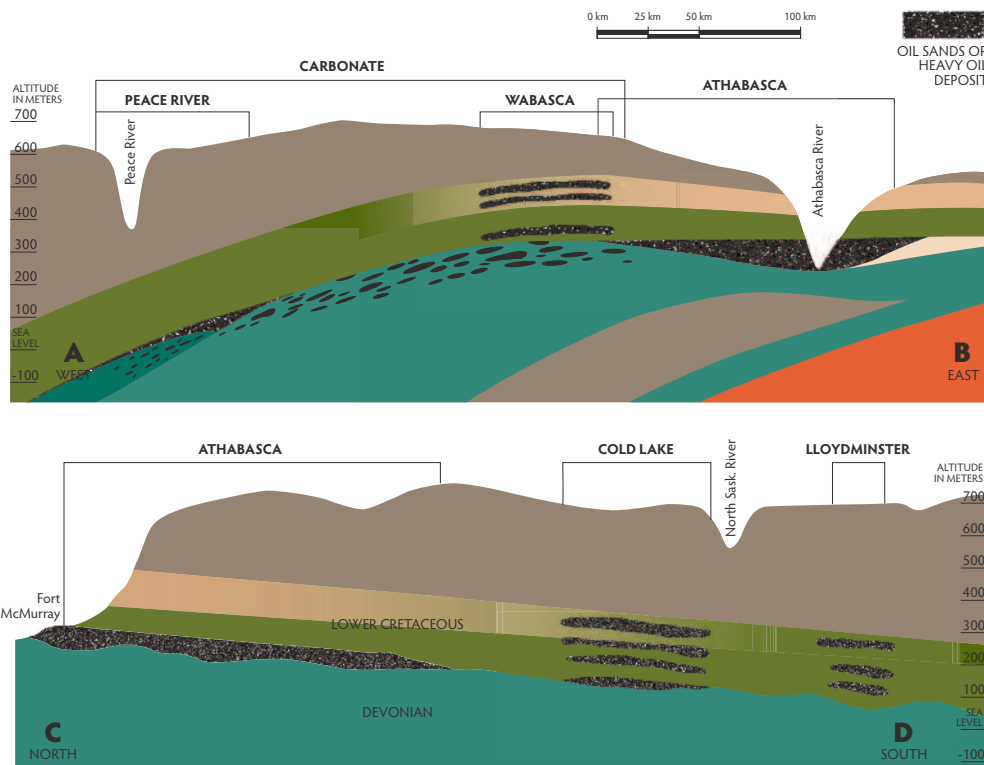 0 km 25 km 50 km 100 km
OIL SANDS OR
HEAVY OIL
DEPOSIT
CARBONATE
ATHABASCA
PEACE RIVER
WABASCA
ALTITUDE
IN METERS
700
600
500
400
300
200
100
SEA
LEVEL
-100
Peace River
Athabasca River
A
WEST
B
EAST
ATHABASCA
COLD LAKE
LLOYDMINSTER
North Sask. River
ALTITUDE
IN METERS
700
600
500
400
300
200
100
SEA
LEVEL
-100
Fort
McMurray
LOWER CRETACEOUS
DEVONIAN
C
NORTH
D
SOUTH